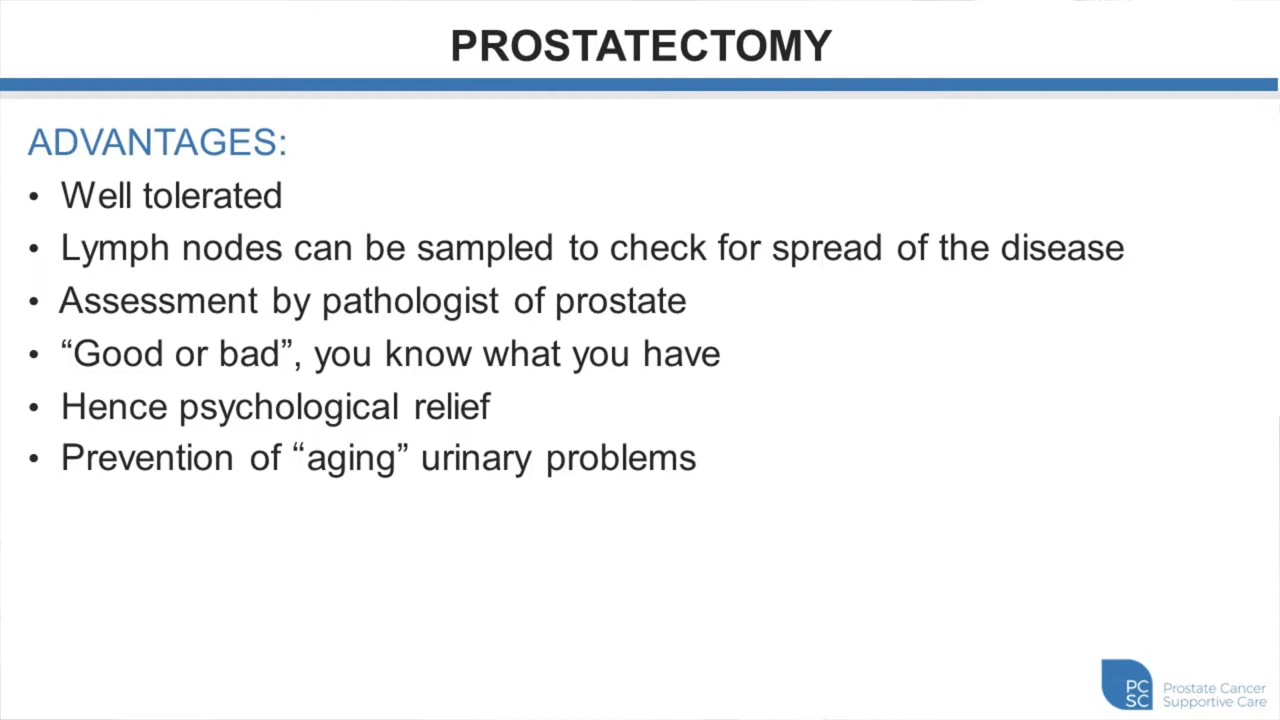 PROSTATECTOMY
ADVANTAGES:
• Well tolerated
• Lymph nodes can be sampled to check for spread of the disease
• Assessment by pathologist of prostate
• “Good or bad”, you know what you have
• Hence psychological relief
• Prevention of “aging” urinary problems
PC
SC
Prostate Cancer
Supportive Care